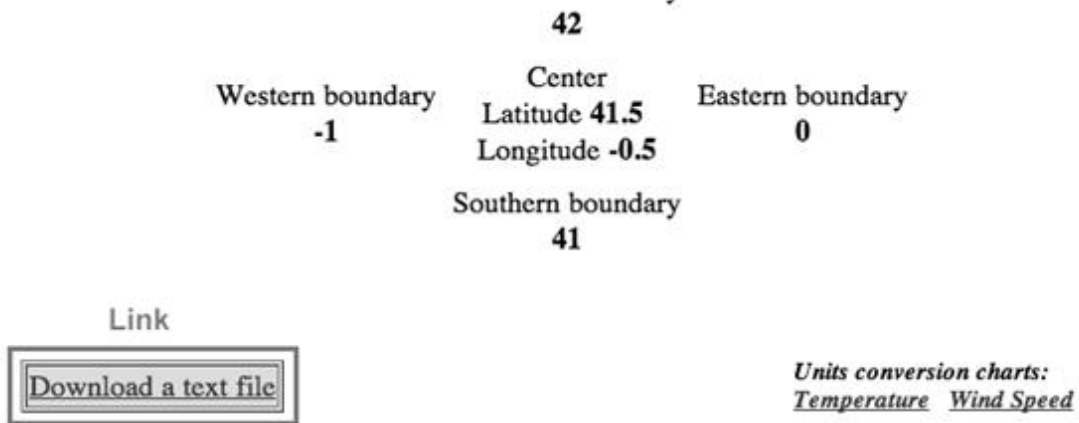 42
Center
Western boundary
Eastern boundary
Latitude 41.5
-1
0
Longitude -0.5
Southern boundary
41
Link
Download a text file
Units conversion charts:
Temperature Wind Speed